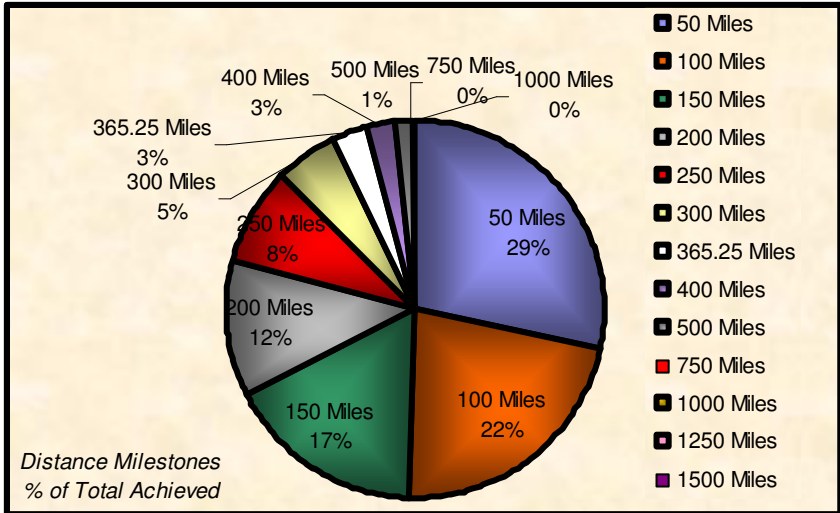 400 Miles
3%
500 Miles
1%
750 Miles
0%
1000 Miles
0%
365.25 Miles
3%
300 Miles
5%
250 Miles
8%
200 Miles
12%
150 Miles
17%
100 Miles
22%
50 Miles
29%
Distance Milestones
% of Total Achieved
50 Miles
100 Miles
150 Miles
200 Miles
250 Miles
300 Miles
365.25 Miles
400 Miles
500 Miles
750 Miles
1000 Miles
1250 Miles
1500 Miles